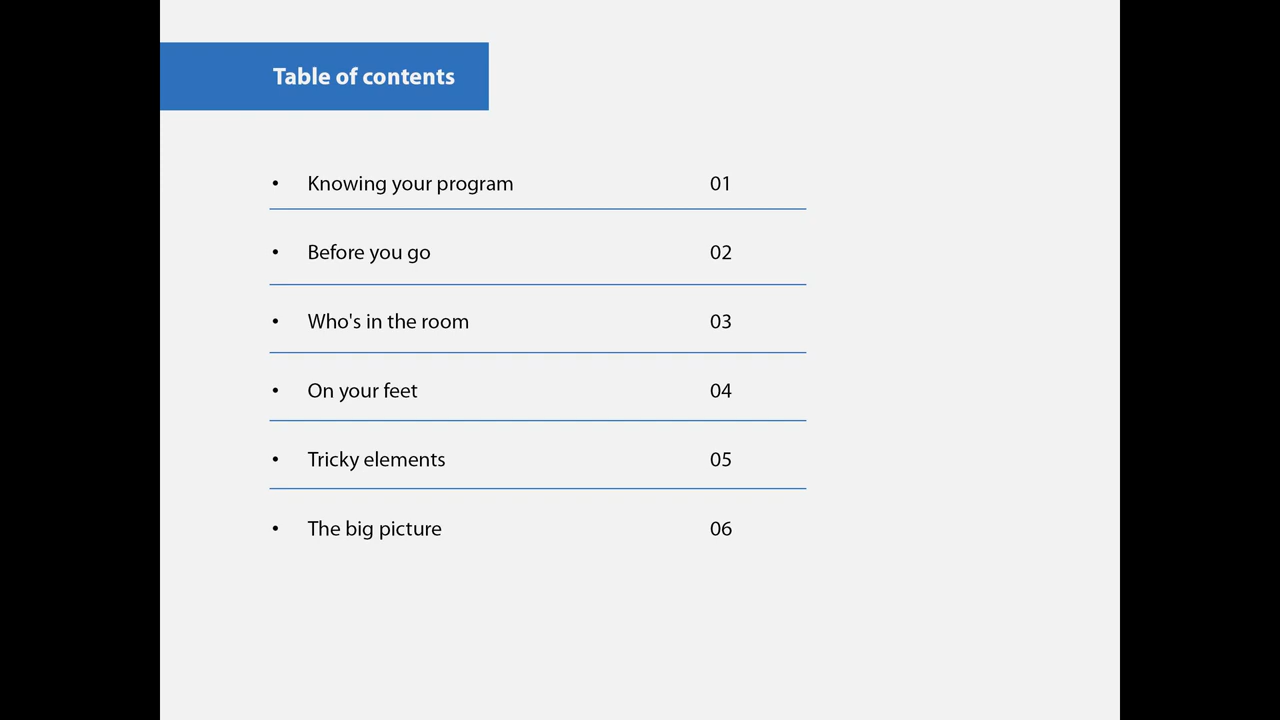 Table of contents
• Knowing your program 01
• Before you go 02
• Who's in the room 03
• On your feet 04
• Tricky elements 05
• The big picture 06